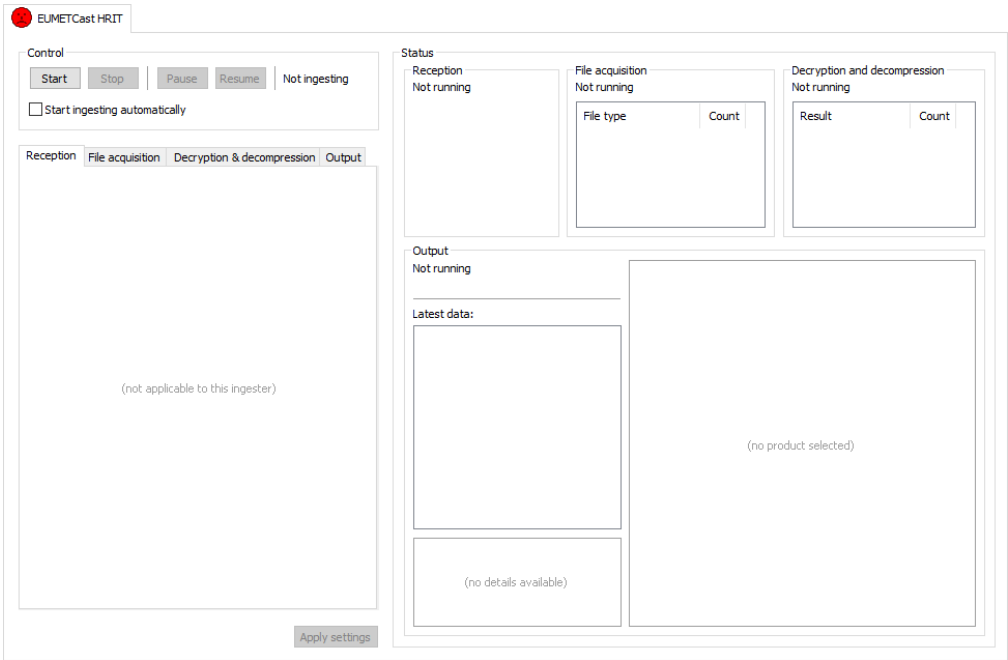 EUMETCast HRIT
Control
Start Stop Pause Resume Not ingesting
Start ingesting automatically
Reception File acquisition Decryption & decompression Output
(not applicable to this ingester)
Apply settings
Status
Reception
Not running
File acquisition
Not running
File type Count
Decryption and decompression
Not running
Result Count
Output
Not running
Latest data:
(no details available)
(no product selected)